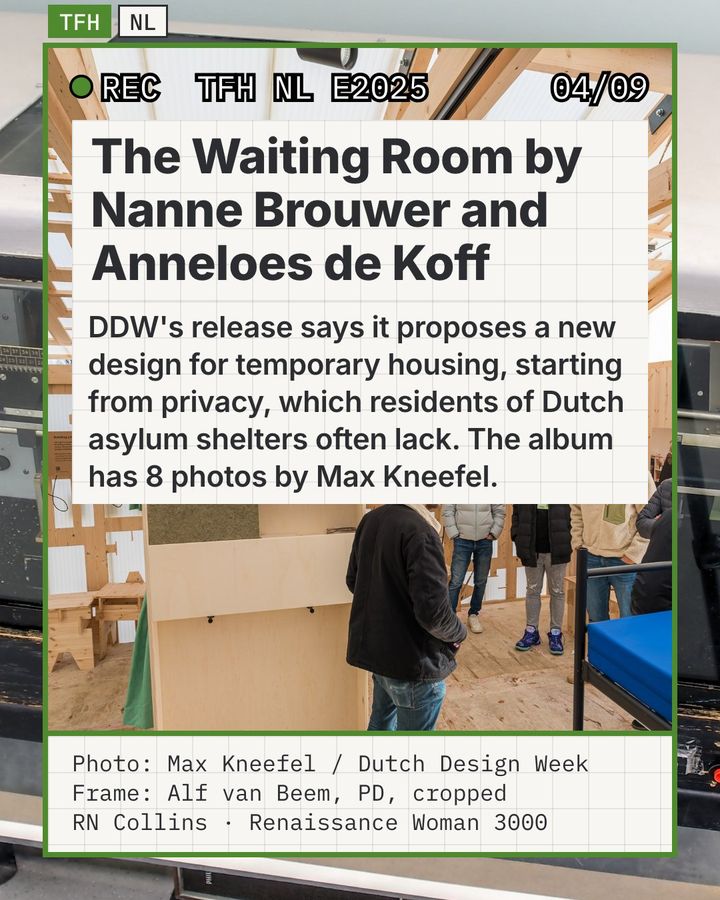 TFH NL
REC TFH NL E2025 04/09
The Waiting Room by
Nanne Brouwer and
Anneloes de Koff
DDW's release says it proposes a new
design for temporary housing, starting
from privacy, which residents of Dutch
asylum shelters often lack. The album
has 8 photos by Max Kneefel.
Photo: Max Kneefel / Dutch Design Week
Frame: Alf van Beem, PD, cropped
RN Collins · Renaissance Woman 3000